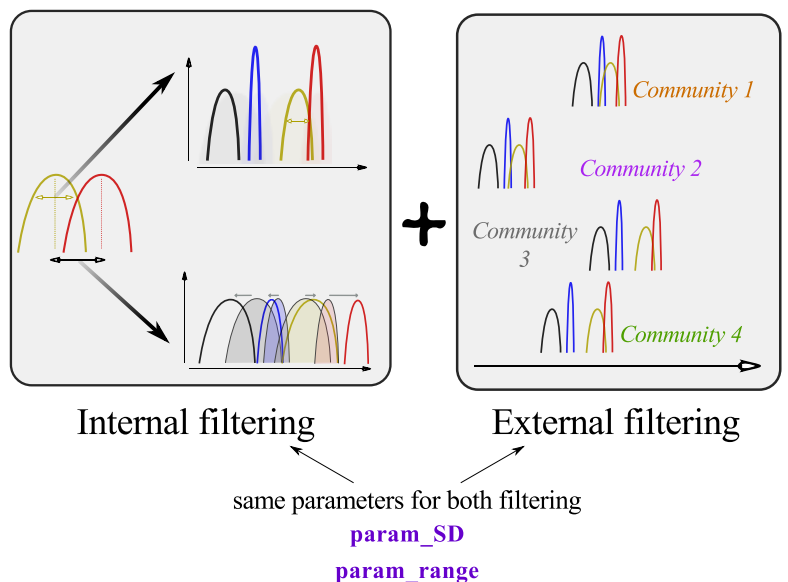 Community 1
Community 2
Community
3
Community 4
Internal filtering
External filtering
same parameters for both filtering
param_SD
param_range